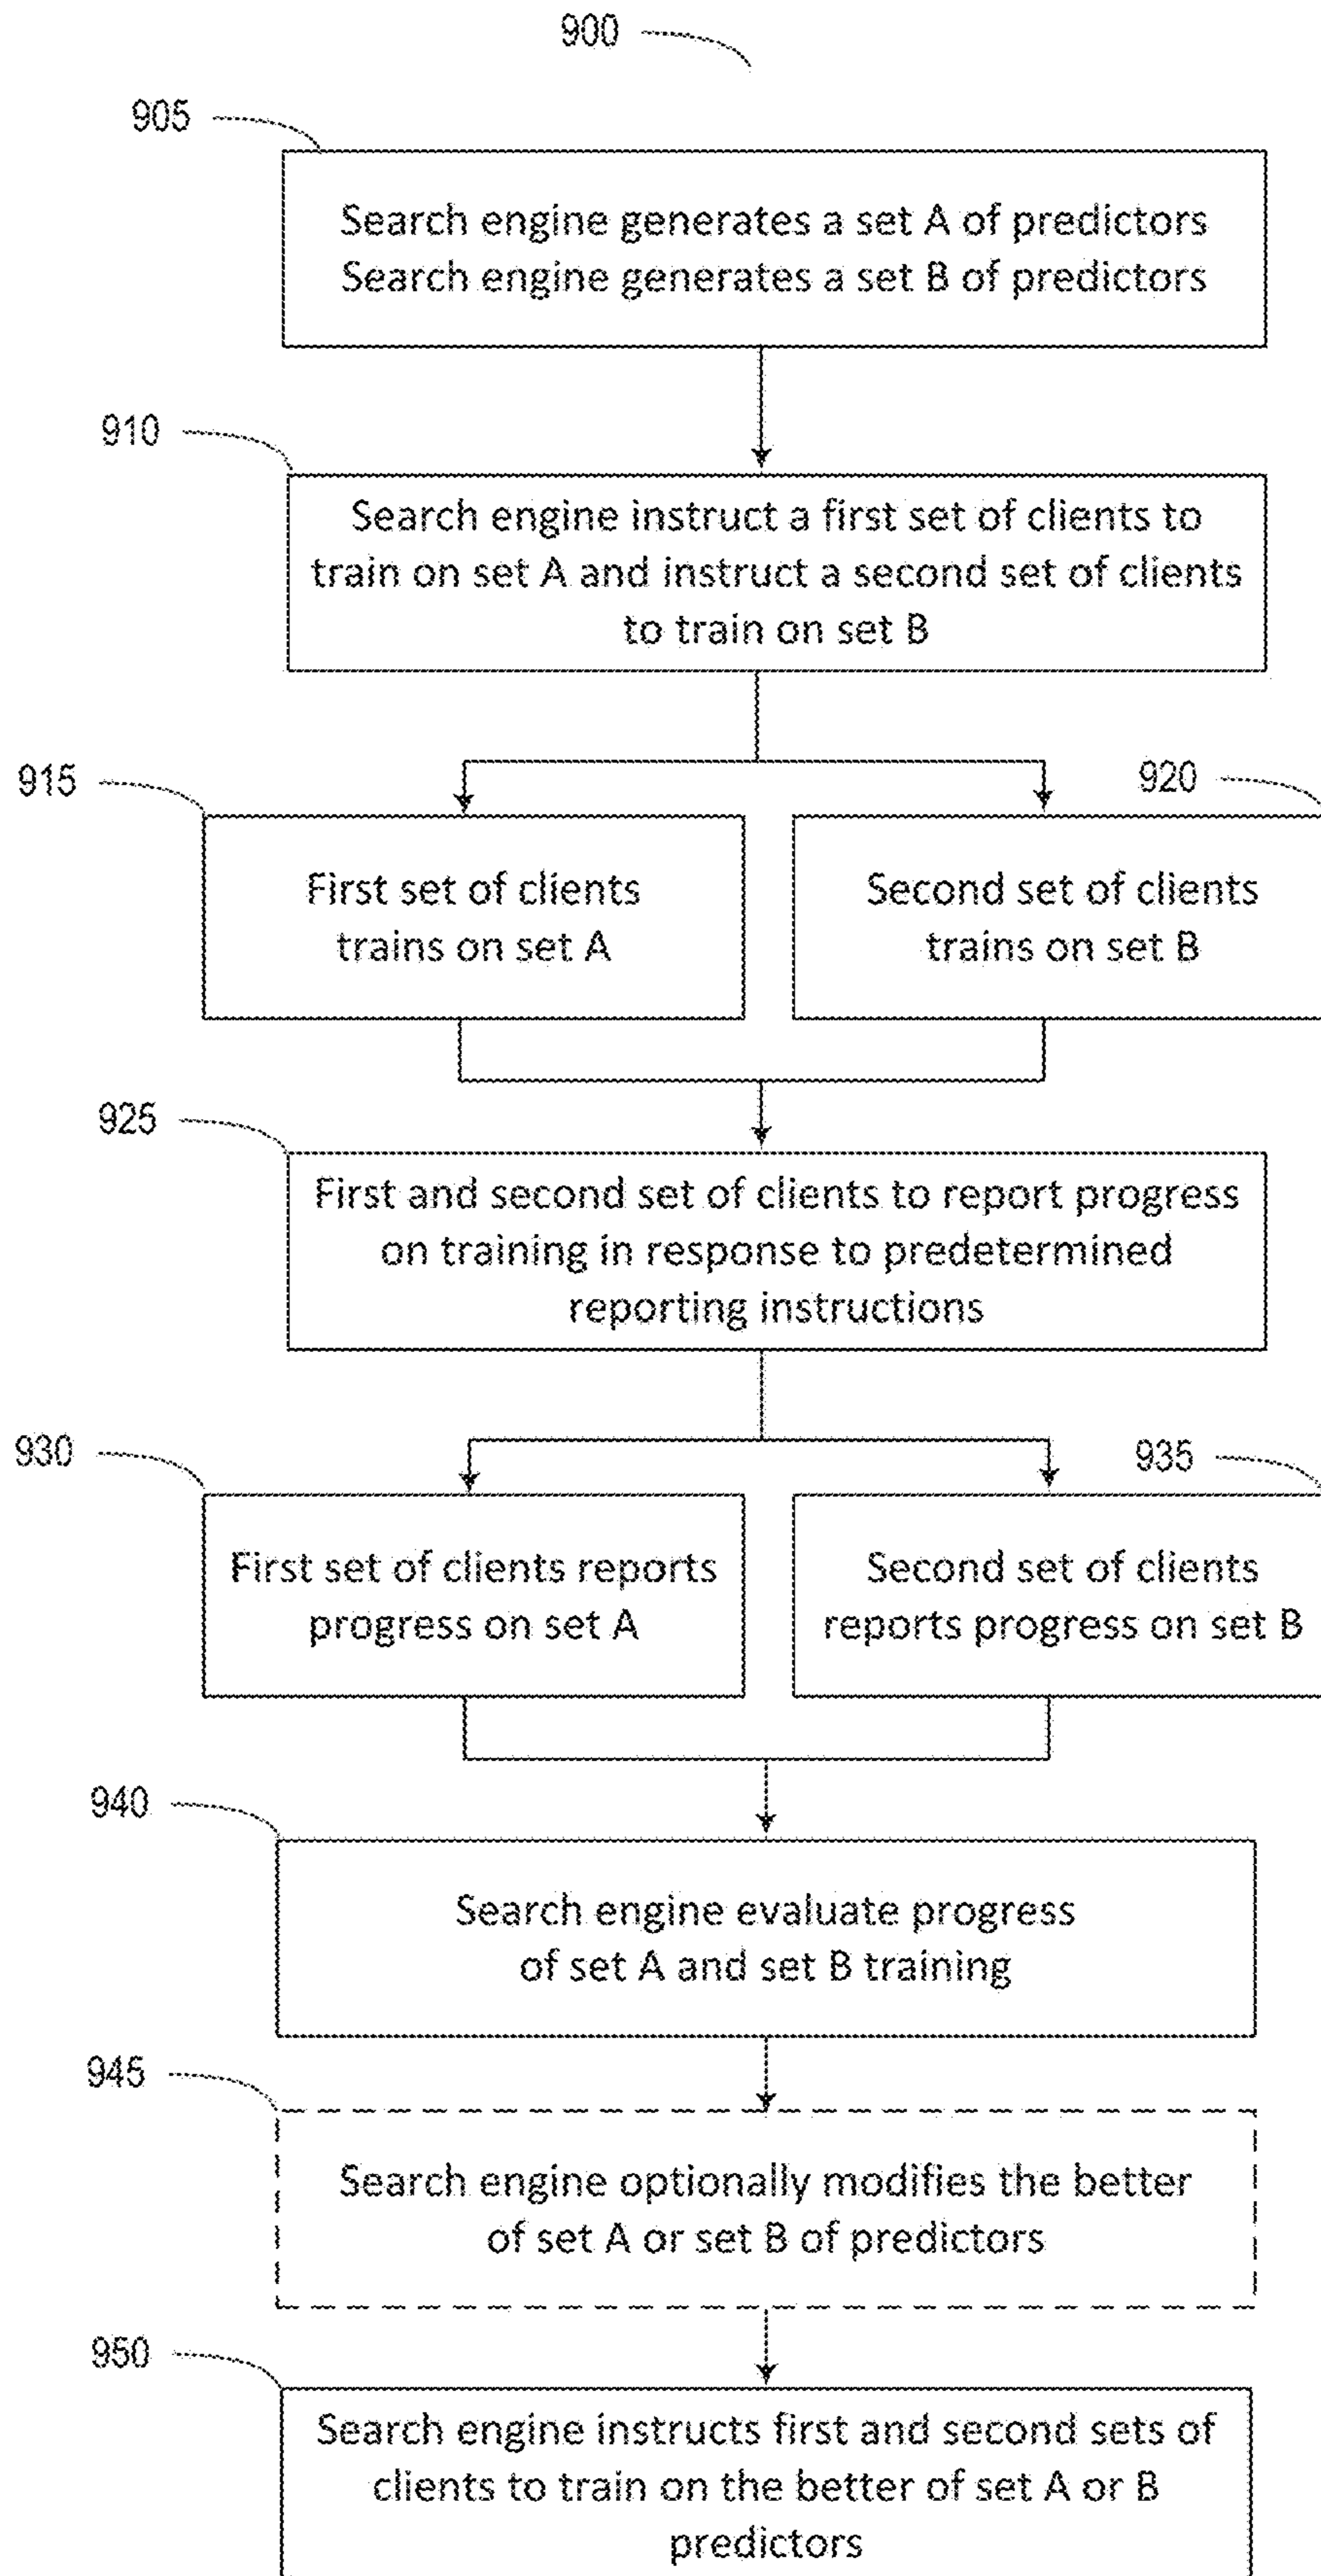 900
905
Search engine generates a set A of predictors
Search engine generates a set B of predictors
910
Search engine instruct a first set of clients to
train on set A and instruct a second set of clients
to train on set B
915
920
First set of clients
trains on set A
Second set of clients
trains on set B
925
First and second set of clients to report progress
on training in response to predetermined
reporting instructions
930
935
First set of clients reports
progress on set A
Second set of clients
reports progress on set B
940
Search engine evaluate progress
of set A and set B training
945
Search engine optionally modifies the better
of set A or set B of predictors
950
Search engine instructs first and second sets of
clients to train on the better of set A or B
predictors